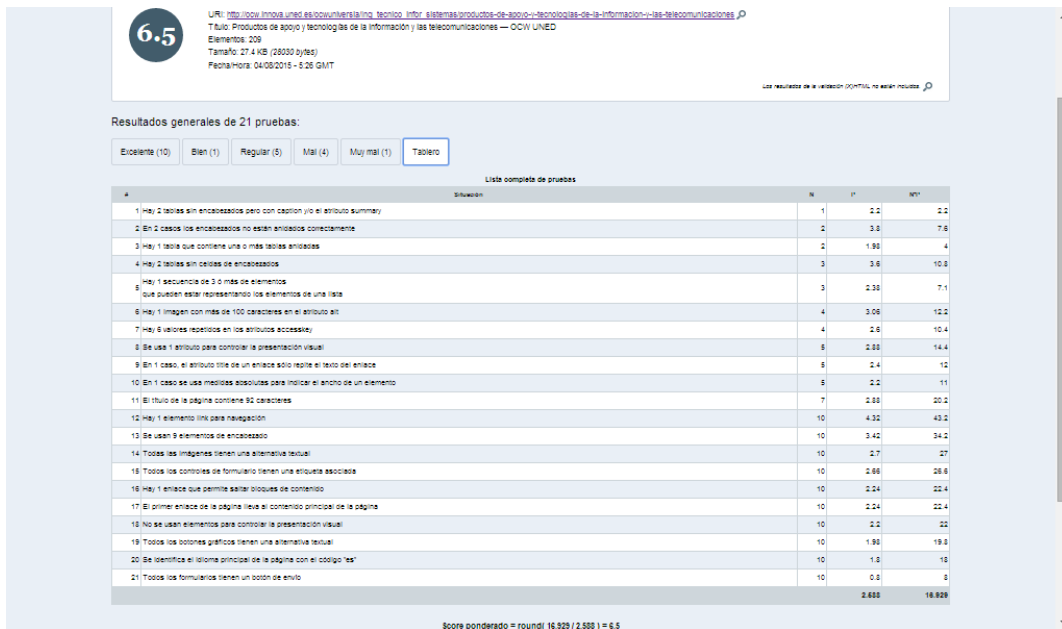 6.5
URI: http://ocw.innova.uned.es/ocwuniversia/ing_tecnico_infor_sistemas/productos-de-apoyo-y-tecnologias-de-la-informacion-y-las-telecomunicaciones
Título: Productos de apoyo y tecnologías de la información y las telecomunicaciones — OCW UNED
Elementos: 209
Tamaño: 27.4 KB (28030 bytes)
Fecha/Hora: 04/08/2015 - 5:26 GMT
Los resultados de la validación (X)HTML no están incluidos.
Resultados generales de 21 pruebas:
Excelente (10) Bien (1) Regular (5) Mal (4) Muy mal (1) Tablero
Lista completa de pruebas
# Situación N I* N*I*
1 Hay 2 tablas sin encabezados pero con caption y/o el atributo summary 1 2.2 2.2
2 En 2 casos los encabezados no están anidados correctamente 2 3.8 7.6
3 Hay 1 tabla que contiene una o más tablas anidadas 2 1.98 4
4 Hay 2 tablas sin celdas de encabezados 3 3.6 10.8
5 Hay 1 secuencia de 3 ó más de elementos
que pueden estar representando los elementos de una lista 3 2.38 7.1
6 Hay 1 imagen con más de 100 caracteres en el atributo alt 4 3.06 12.2
7 Hay 6 valores repetidos en los atributos accesskey 4 2.6 10.4
8 Se usa 1 atributo para controlar la presentación visual 5 2.88 14.4
9 En 1 caso, el atributo title de un enlace sólo repite el texto del enlace 5 2.4 12
10 En 1 caso se usa medidas absolutas para indicar el ancho de un elemento 5 2.2 11
11 El título de la página contiene 92 caracteres 7 2.88 20.2
12 Hay 1 elemento link para navegación 10 4.32 43.2
13 Se usan 9 elementos de encabezado 10 3.42 34.2
14 Todas las imágenes tienen una alternativa textual 10 2.7 27
15 Todos los controles de formulario tienen una etiqueta asociada 10 2.66 26.6
16 Hay 1 enlace que permite saltar bloques de contenido 10 2.24 22.4
17 El primer enlace de la página lleva al contenido principal de la página 10 2.24 22.4
18 No se usan elementos para controlar la presentación visual 10 2.2 22
19 Todos los botones gráficos tienen una alternativa textual 10 1.98 19.8
20 Se identifica el idioma principal de la página con el código "es" 10 1.8 18
21 Todos los formularios tienen un botón de envío 10 0.8 8
2.588 16.929
Score ponderado = round( 16.929 / 2.588 ) = 6.5